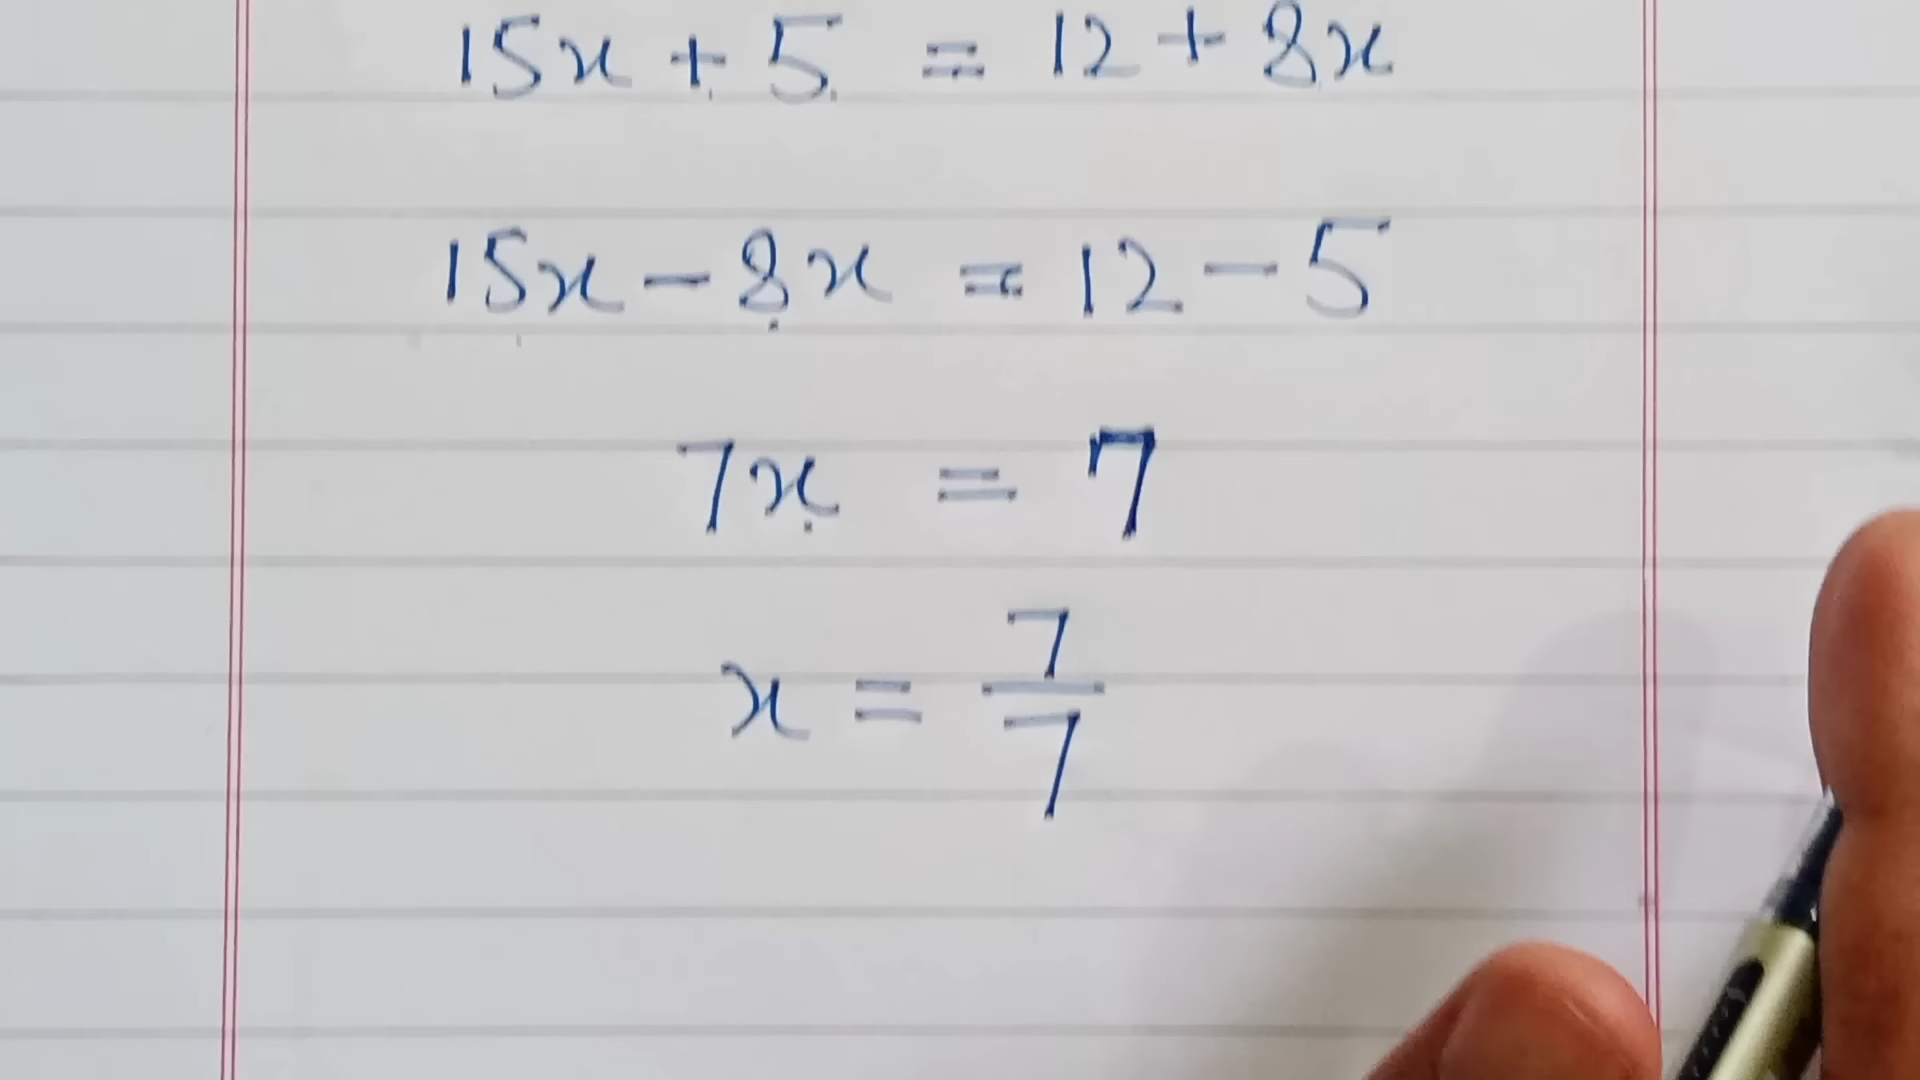 15x + 5 = 12 + 8x
15x - 8x = 12 - 5
7x = 7
x = 7/7